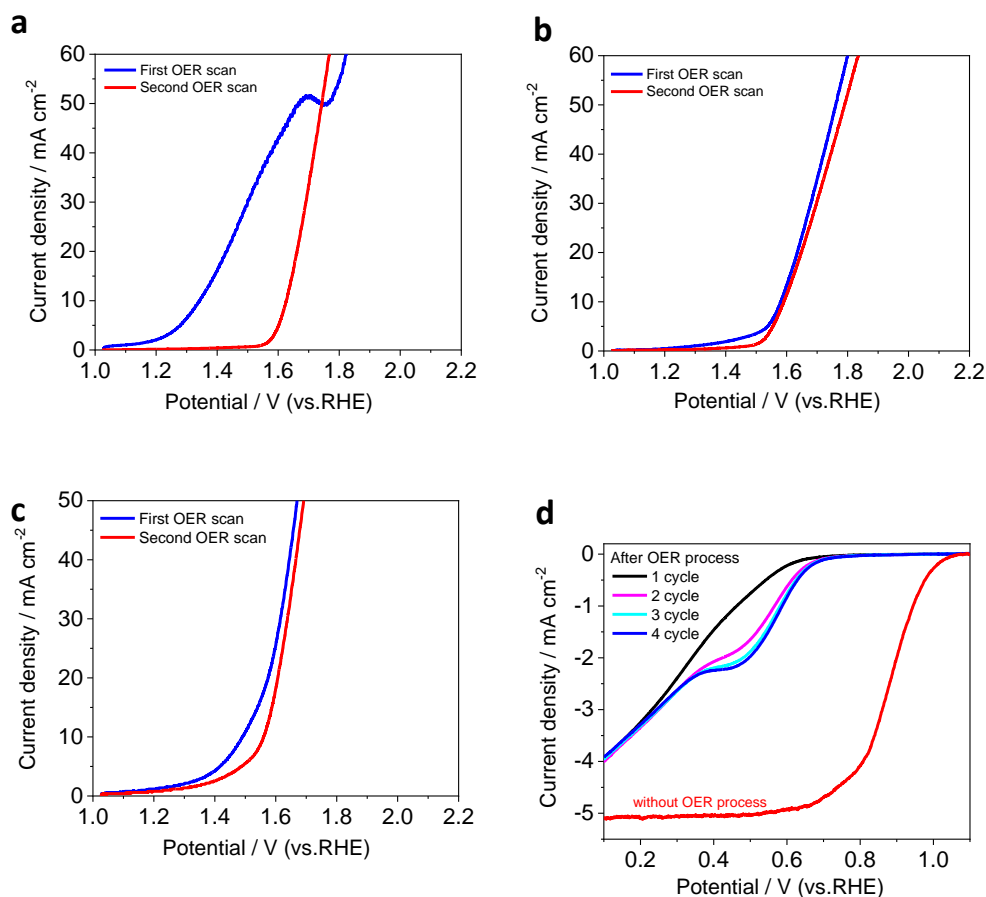 a
60
50
40
30
20
10
0
First OER scan
Second OER scan
Current density / mA cm⁻²
1.0 1.2 1.4 1.6 1.8 2.0 2.2
Potential / V (vs.RHE)
b
60
50
40
30
20
10
0
First OER scan
Second OER scan
Current density / mA cm⁻²
1.0 1.2 1.4 1.6 1.8 2.0 2.2
Potential / V (vs.RHE)
c
50
40
30
20
10
0
First OER scan
Second OER scan
Current density / mA cm⁻²
1.0 1.2 1.4 1.6 1.8 2.0 2.2
Potential / V (vs.RHE)
d
0
-1
-2
-3
-4
-5
After OER process
1 cycle
2 cycle
3 cycle
4 cycle
without OER process
Current density / mA cm⁻²
0.2 0.4 0.6 0.8 1.0
Potential / V (vs.RHE)